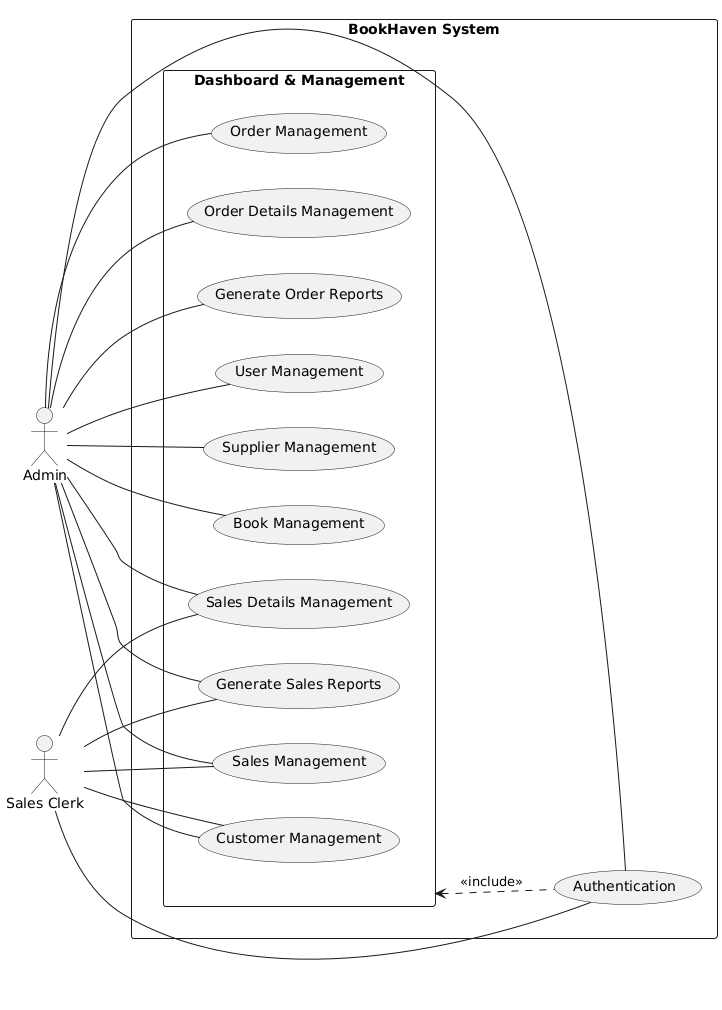 BookHaven System
Dashboard & Management
Order Management
Order Details Management
Generate Order Reports
User Management
Supplier Management
Admin
Book Management
Sales Details Management
Generate Sales Reports
Sales Management
Sales Clerk
Customer Management
«include»
Authentication